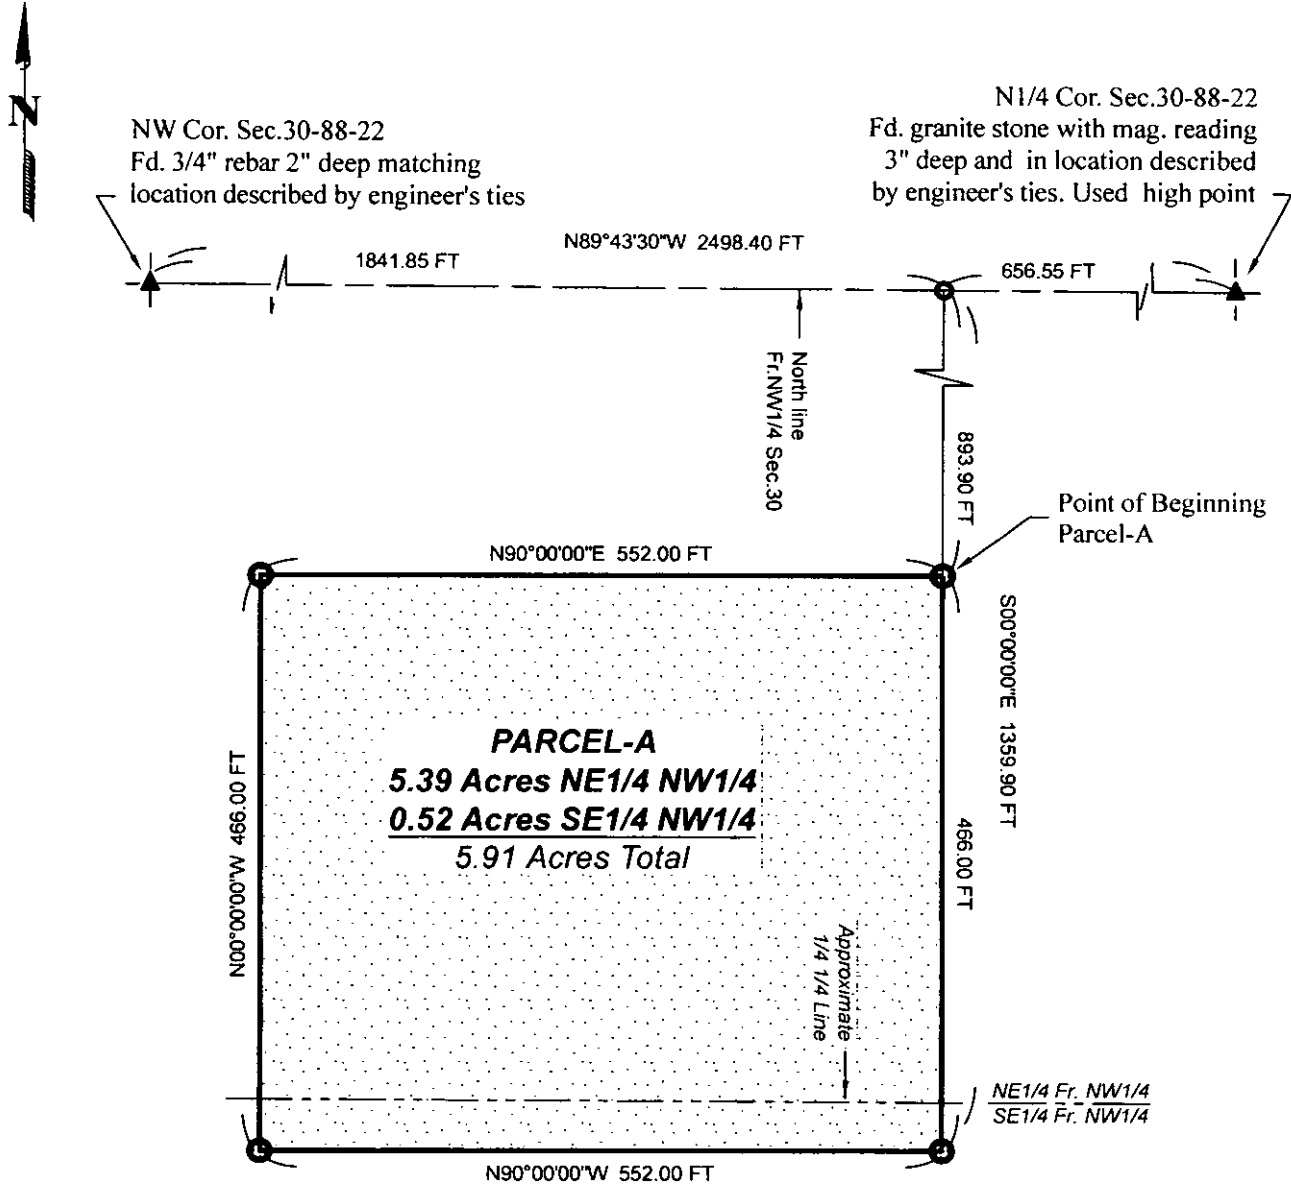 N
NW Cor. Sec.30-88-22
Fd. 3/4" rebar 2" deep matching
location described by engineer's ties
N1/4 Cor. Sec.30-88-22
Fd. granite stone with mag. reading
3" deep and in location described
by engineer's ties. Used high point
N89°43'30"W 2498.40 FT
1841.85 FT
656.55 FT
North line
Fr.NW1/4 Sec.30
893.90 FT
Point of Beginning
Parcel-A
N90°00'00"E 552.00 FT
S00°00'00"E 1359.90 FT
PARCEL-A
5.39 Acres NE1/4 NW1/4
0.52 Acres SE1/4 NW1/4
5.91 Acres Total
N00°00'00"W 466.00 FT
466.00 FT
Approximate
1/4 1/4 Line
NE1/4 Fr. NW1/4
SE1/4 Fr. NW1/4
N90°00'00"W 552.00 FT